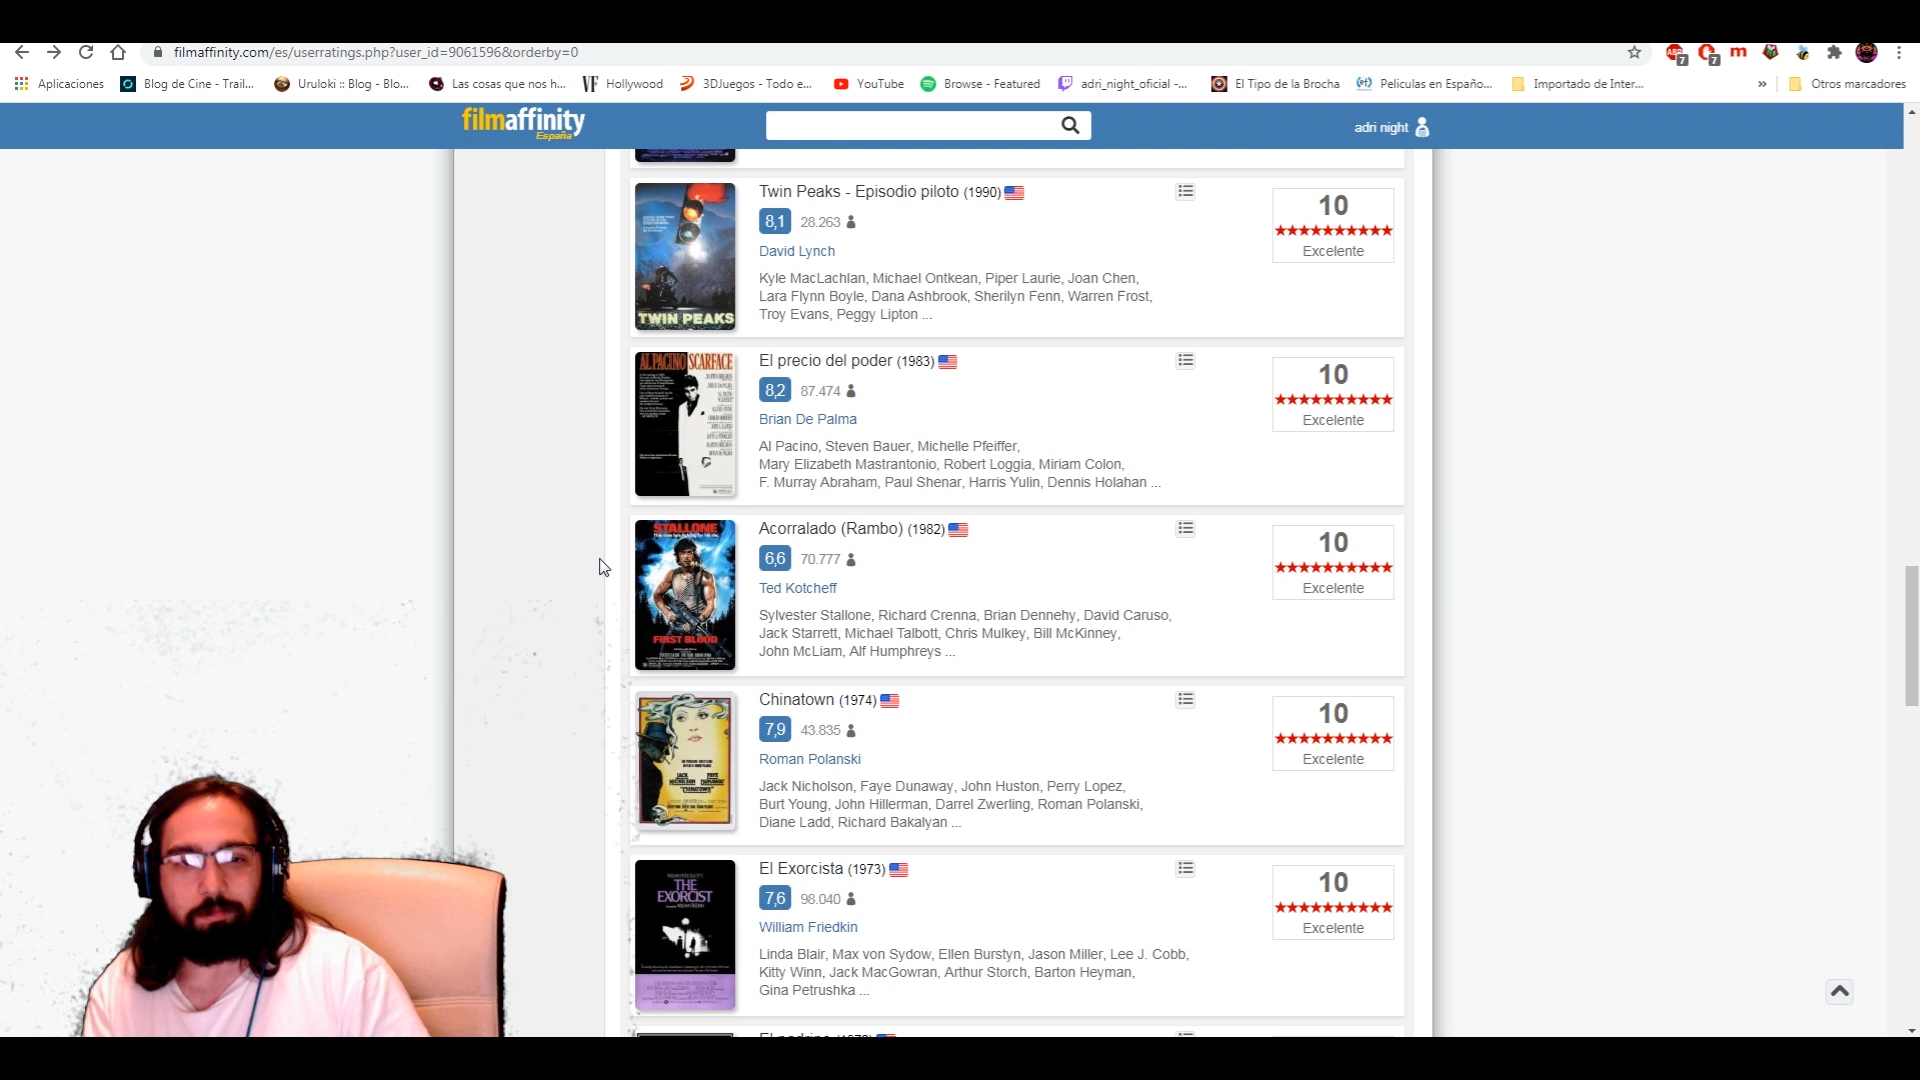 filmaffinity.com/es/userratings.php?user_id=9061596&orderby=0
7 7 m
Aplicaciones Blog de Cine - Trail... Uruloki :: Blog - Blo... Las cosas que nos h... VF Hollywood 3DJuegos - Todo e... YouTube Browse - Featured adri_night_oficial -... El Tipo de la Brocha Peliculas en Españo... Importado de Inter... » Otros marcadores
filmaffinity
España
adri night
Twin Peaks - Episodio piloto (1990)
8,1 28.263
David Lynch
Kyle MacLachlan, Michael Ontkean, Piper Laurie, Joan Chen,
Lara Flynn Boyle, Dana Ashbrook, Sherilyn Fenn, Warren Frost,
Troy Evans, Peggy Lipton ...
10
Excelente
TWIN PEAKS
El precio del poder (1983)
8,2 87.474
Brian De Palma
Al Pacino, Steven Bauer, Michelle Pfeiffer,
Mary Elizabeth Mastrantonio, Robert Loggia, Miriam Colon,
F. Murray Abraham, Paul Shenar, Harris Yulin, Dennis Holahan ...
10
Excelente
AL PACINO SCARFACE
Acorralado (Rambo) (1982)
6,6 70.777
Ted Kotcheff
Sylvester Stallone, Richard Crenna, Brian Dennehy, David Caruso,
Jack Starrett, Michael Talbott, Chris Mulkey, Bill McKinney,
John McLiam, Alf Humphreys ...
10
Excelente
STALLONE
FIRST BLOOD
Chinatown (1974)
7,9 43.835
Roman Polanski
Jack Nicholson, Faye Dunaway, John Huston, Perry Lopez,
Burt Young, John Hillerman, Darrel Zwerling, Roman Polanski,
Diane Ladd, Richard Bakalyan ...
10
Excelente
JACK NICHOLSON FAYE DUNAWAY
"CHINATOWN"
El Exorcista (1973)
7,6 98.040
William Friedkin
Linda Blair, Max von Sydow, Ellen Burstyn, Jason Miller, Lee J. Cobb,
Kitty Winn, Jack MacGowran, Arthur Storch, Barton Heyman,
Gina Petrushka ...
10
Excelente
THE
EXORCIST